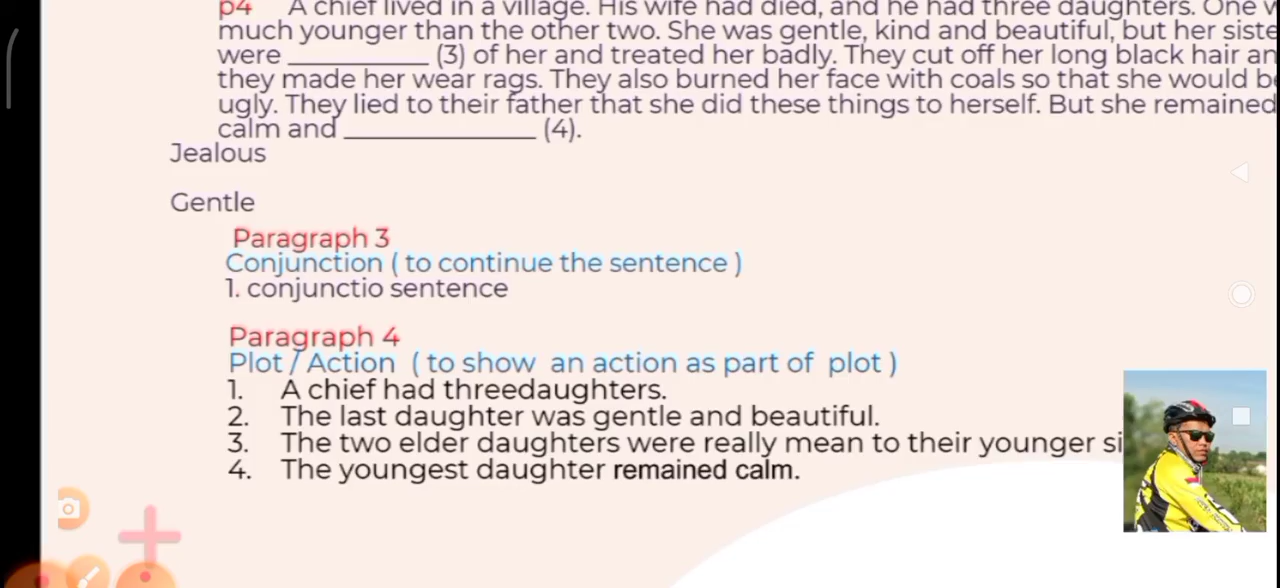 p4 A chief lived in a village. His wife had died, and he had three daughters. One
much younger than the other two. She was gentle, kind and beautiful, but her siste
were __________ (3) of her and treated her badly. They cut off her long black hair an
they made her wear rags. They also burned her face with coals so that she would b
ugly. They lied to their father that she did these things to herself. But she remained
calm and ______________ (4).
Jealous
Gentle
Paragraph 3
Conjunction ( to continue the sentence )
1. conjunctio sentence
Paragraph 4
Plot / Action ( to show an action as part of plot )
1. A chief had threedaughters.
2. The last daughter was gentle and beautiful.
3. The two elder daughters were really mean to their younger si
4. The youngest daughter remained calm.